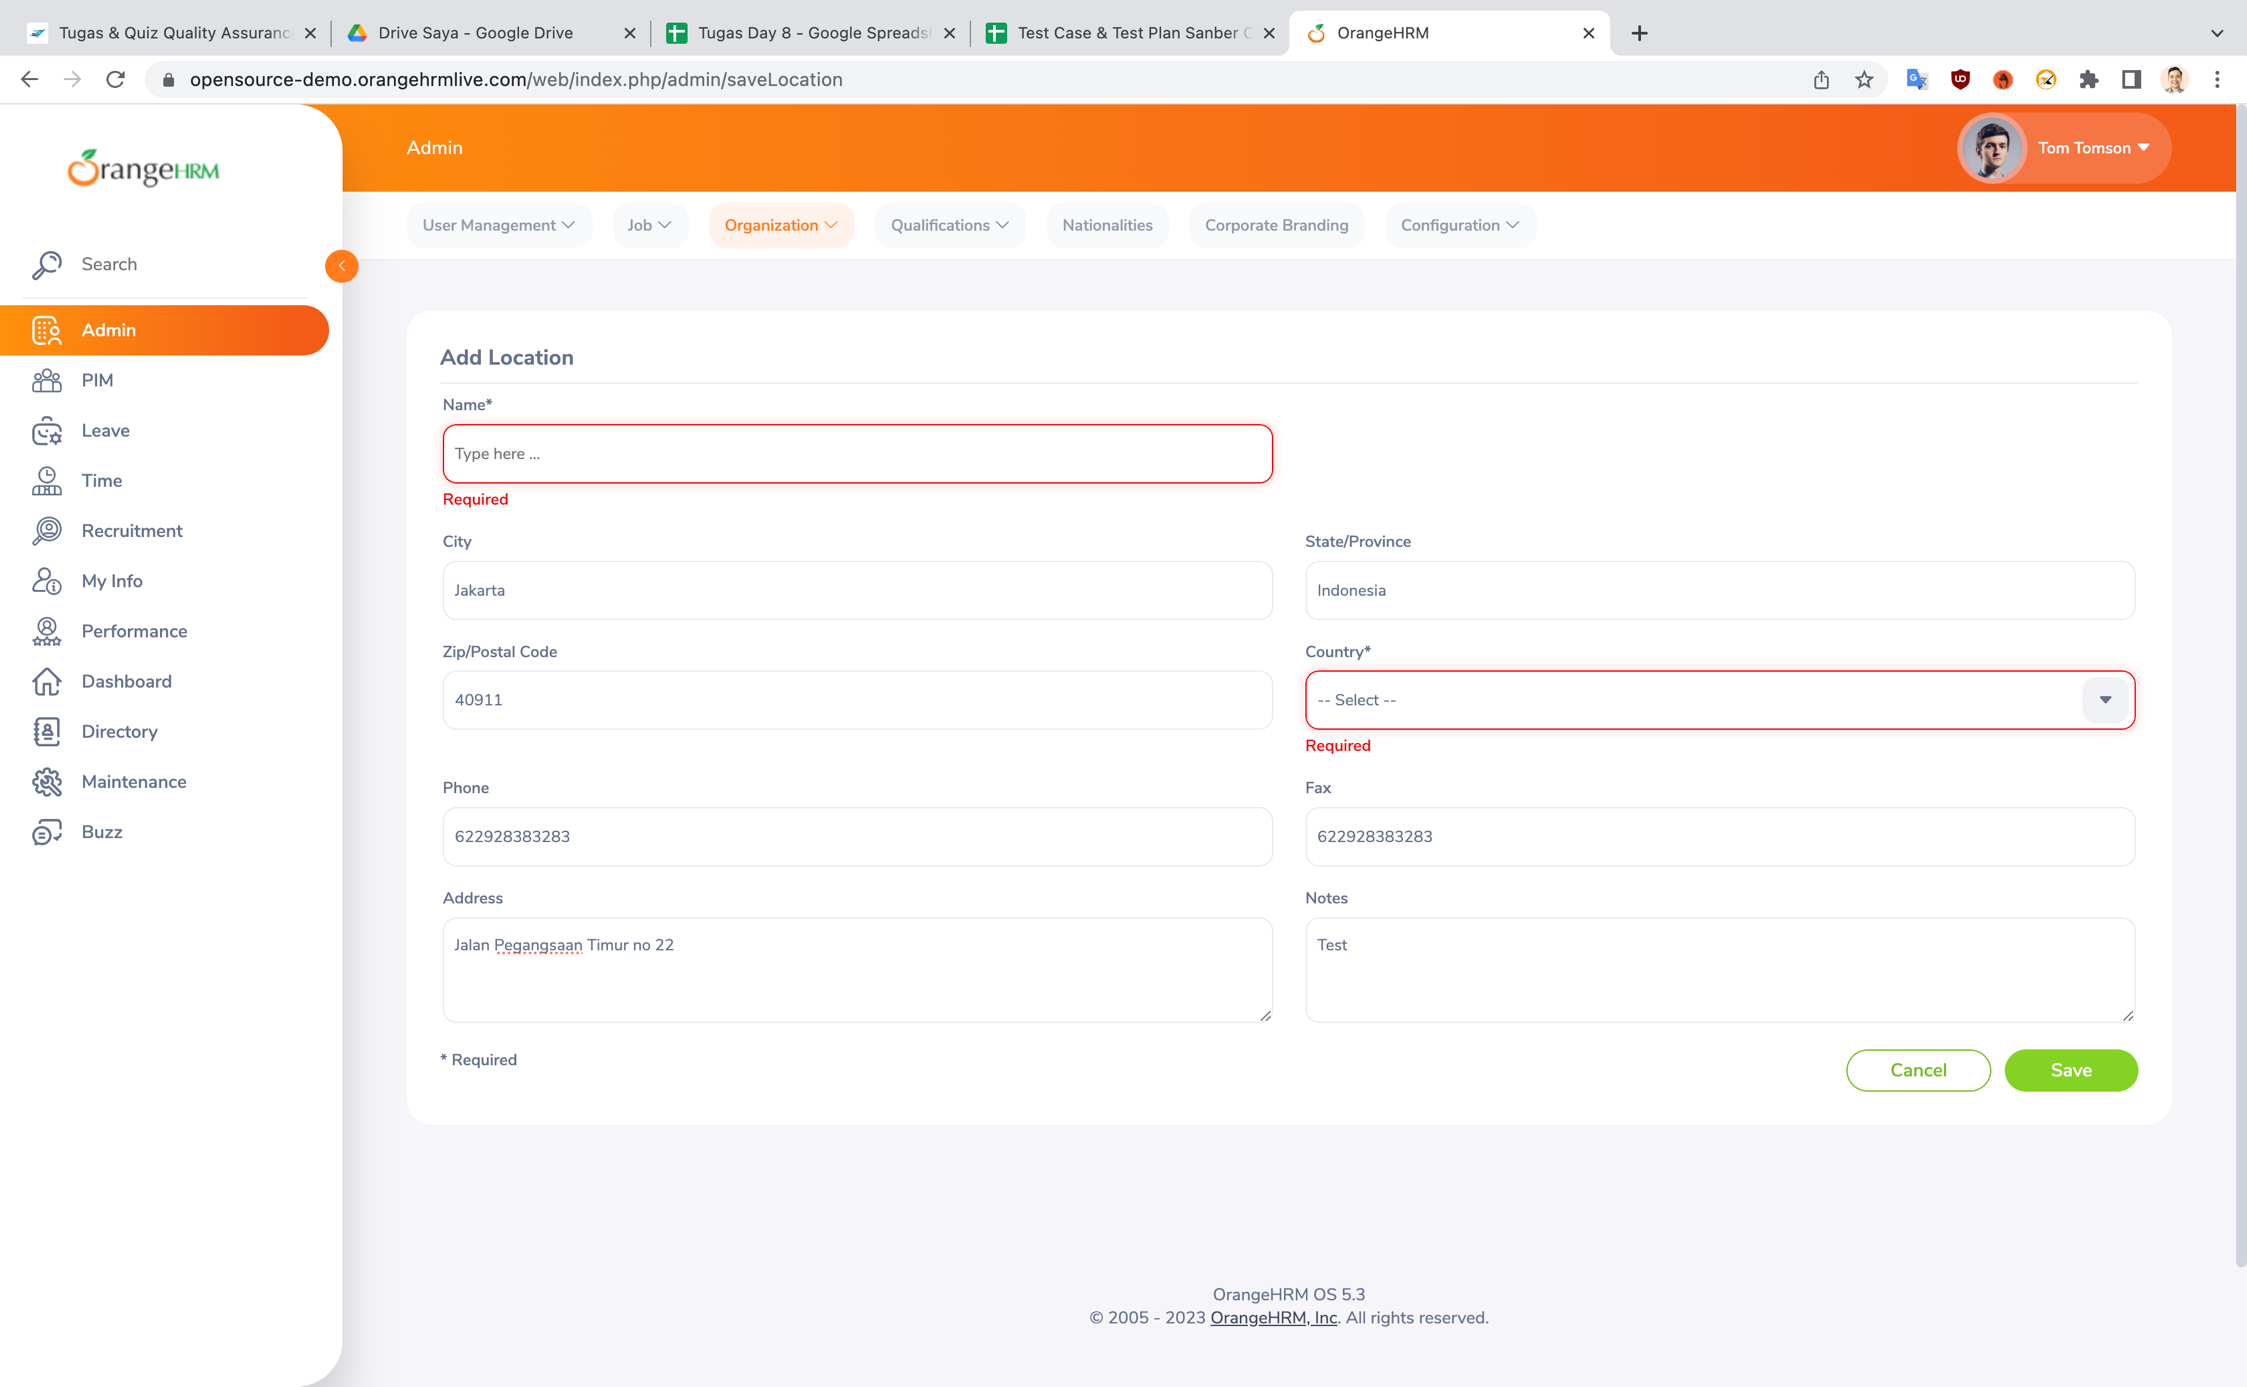 Tugas & Quiz Quality Assuranc
Drive Saya - Google Drive
Tugas Day 8 - Google Spreads
Test Case & Test Plan Sanber C
OrangeHRM
opensource-demo.orangehrmlive.com/web/index.php/admin/saveLocation
OrangeHRM
Admin
Tom Tomson
User Management
Job
Organization
Qualifications
Nationalities
Corporate Branding
Configuration
Search
Admin
PIM
Leave
Time
Recruitment
My Info
Performance
Dashboard
Directory
Maintenance
Buzz
Add Location
Name*
Type here ...
Required
City
State/Province
Jakarta
Indonesia
Zip/Postal Code
Country*
40911
-- Select --
Required
Phone
Fax
622928383283
622928383283
Address
Notes
Jalan Pegangsaan Timur no 22
Test
* Required
Cancel
Save
OrangeHRM OS 5.3
© 2005 - 2023 OrangeHRM, Inc. All rights reserved.